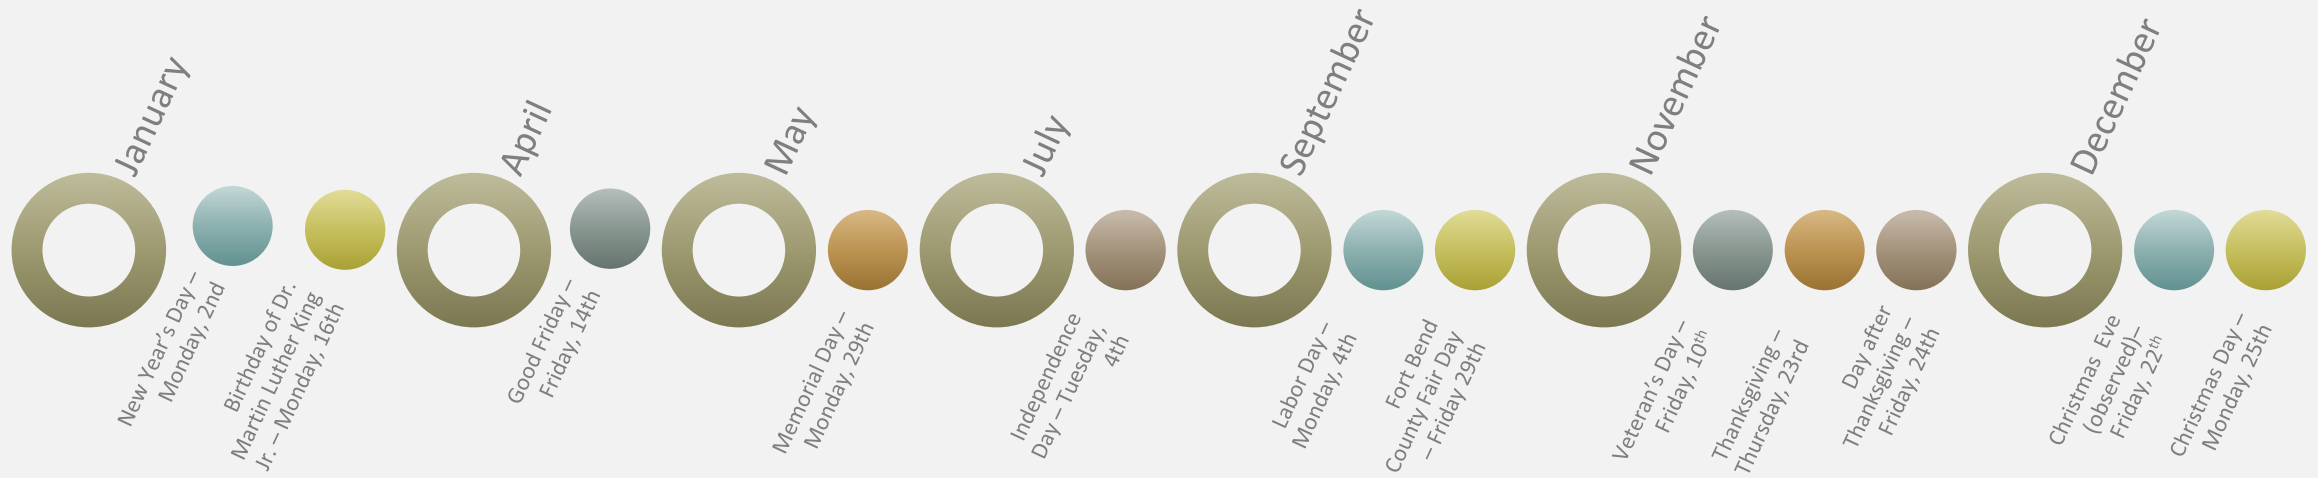 January
New Year's Day –
Monday, 2nd
Birthday of Dr.
Martin Luther King
Jr. – Monday, 16th
April
Good Friday –
Friday, 14th
May
Memorial Day –
Monday, 29th
July
Independence
Day – Tuesday,
4th
September
Labor Day –
Monday, 4th
Fort Bend
County Fair Day
– Friday 29th
November
Veteran's Day –
Friday, 10th
Thanksgiving –
Thursday, 23rd
Day after
Thanksgiving –
Friday, 24th
December
Christmas Eve
(observed)–
Friday, 22th
Christmas Day –
Monday, 25th